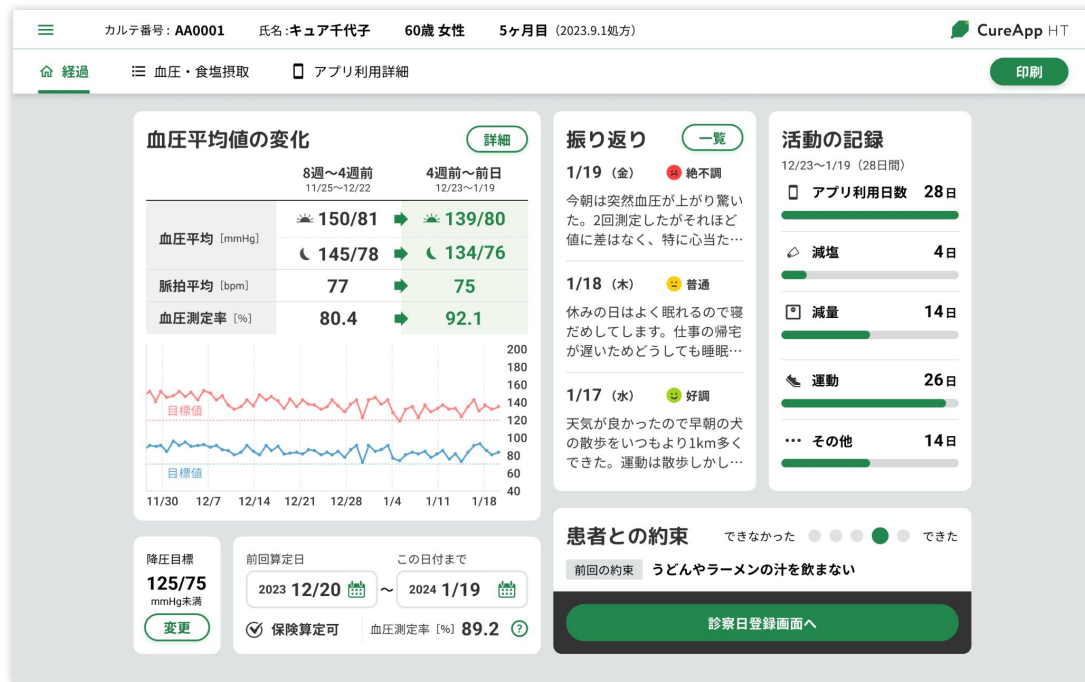 カルテ番号: AA0001 氏名:キュア千代子 60歳 女性 5ヶ月目 (2023.9.1処方)
CureApp HT
経過 血圧・食塩摂取 アプリ利用詳細 印刷
血圧平均値の変化 詳細
8週〜4週前 4週前〜前日
11/25〜12/22 12/23〜1/19
血圧平均 [mmHg]
150/81 139/80
145/78 134/76
脈拍平均 [bpm] 77 75
血圧測定率 [%] 80.4 92.1
200
180
160
140
120
100
80
60
40
目標値
目標値
11/30 12/7 12/14 12/21 12/28 1/4 1/11 1/18
降圧目標
125/75
mmHg未満
変更
前回算定日 この日付まで
2023 12/20 〜 2024 1/19
保険算定可 血圧測定率 [%] 89.2 ?
振り返り 一覧
1/19 (金) 絶不調
今朝は突然血圧が上がり驚い
た。2回測定したがそれほど
値に差はなく、特に心当た…
1/18 (木) 普通
休みの日はよく眠れるので寝
だめしてします。仕事の帰宅
が遅いためどうしても睡眠…
1/17 (水) 好調
天気が良かったので早朝の犬
の散歩をいつもより1km多く
できた。運動は散歩しかし…
活動の記録
12/23〜1/19 (28日間)
アプリ利用日数 28日
減塩 4日
減量 14日
運動 26日
その他 14日
患者との約束 できなかった できた
前回の約束 うどんやラーメンの汁を飲まない
診察日登録画面へ